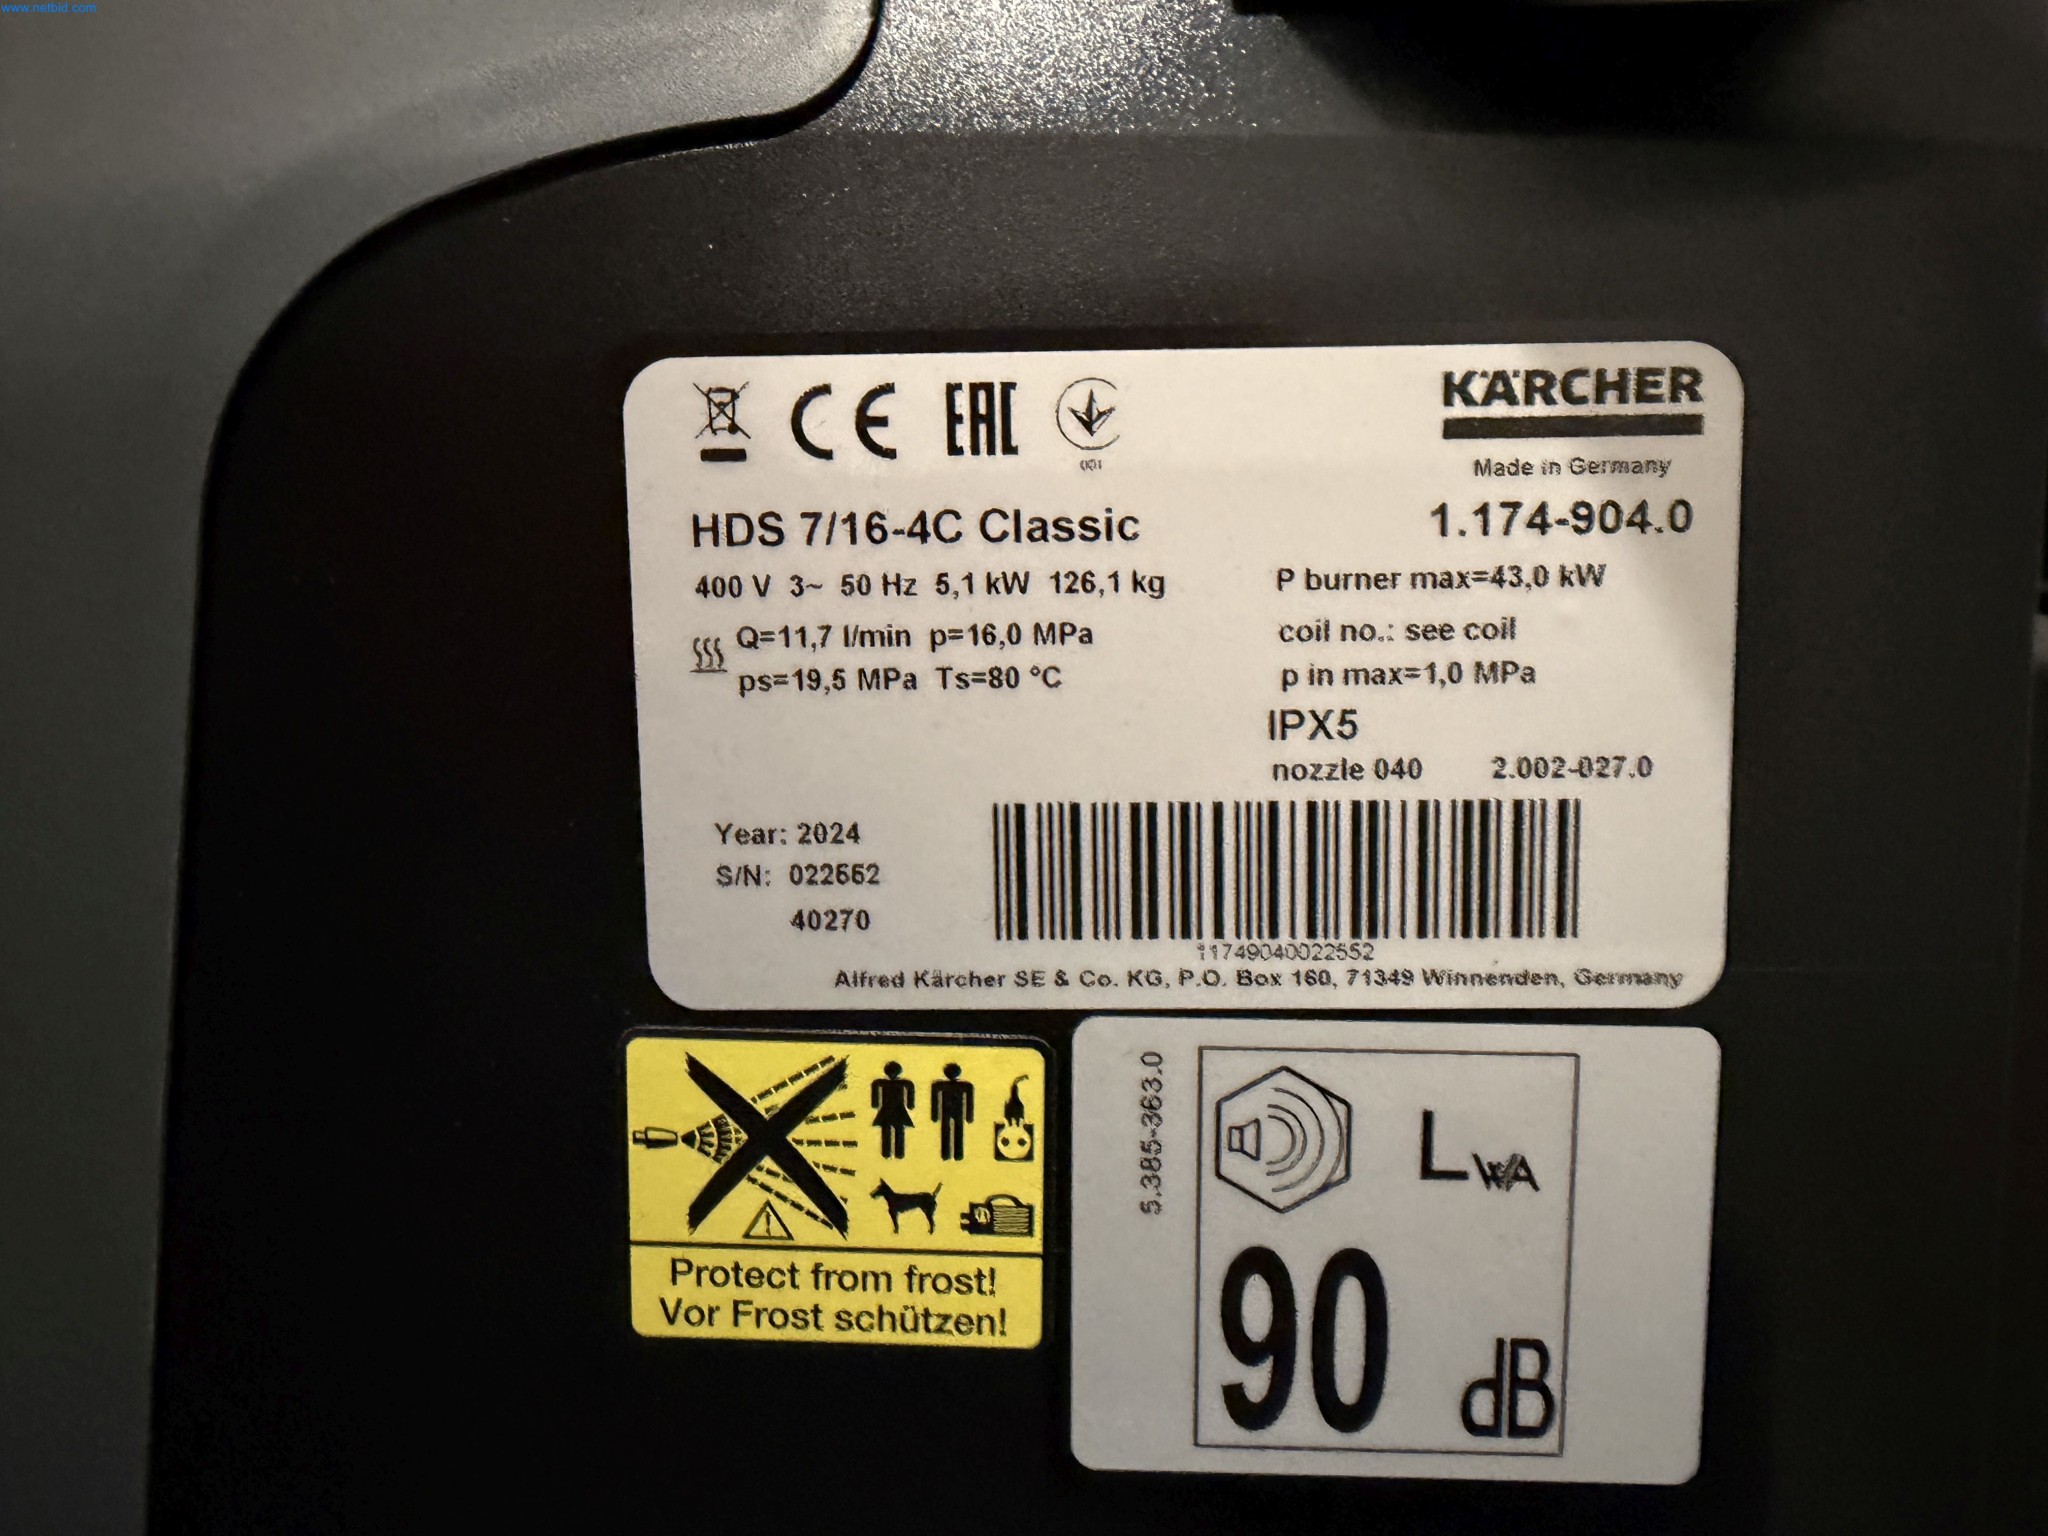 www.netbid.com
CE EAC
001
KÄRCHER
Made in Germany
HDS 7/16-4C Classic 1.174-904.0
400 V 3~ 50 Hz 5,1 kW 126,1 kg P burner max=43,0 kW
Q=11,7 l/min p=16,0 MPa coil no.: see coil
ps=19,5 MPa Ts=80 °C p in max=1,0 MPa
IPX5
nozzle 040 2.002-027.0
Year: 2024
S/N: 022552
40270
11749040022552
Alfred Kärcher SE & Co. KG, P.O. Box 160, 71349 Winnenden, Germany
Protect from frost!
Vor Frost schützen!
5.385-363.0
LWA
90 dB